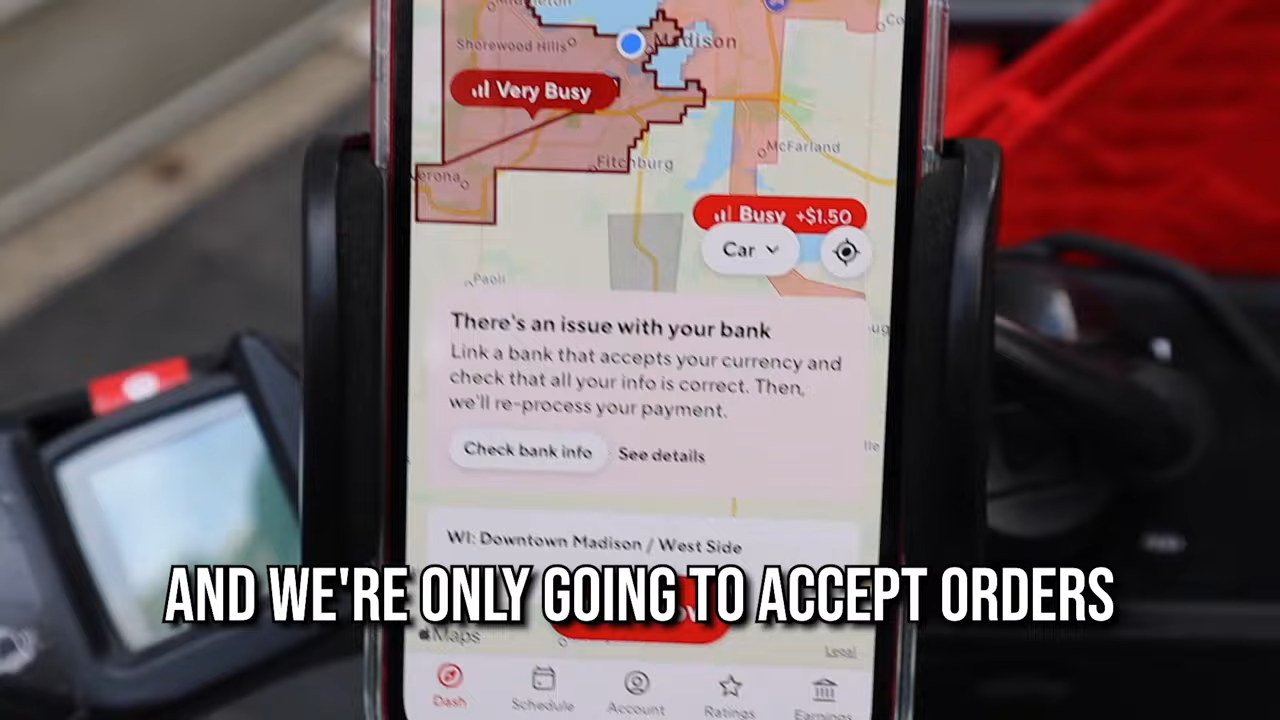 Madison
Shorewood Hills
Very Busy
Fitchburg
McFarland
Busy +$1.50
Car
Paoli
There's an issue with your bank
Link a bank that accepts your currency and
check that all your info is correct. Then,
we'll re-process your payment.
Check bank info
See details
WI: Downtown Madison / West Side
AND WE'RE ONLY GOING TO ACCEPT ORDERS
Maps
Legal
Dash
Schedule
Account
Ratings
Earnings